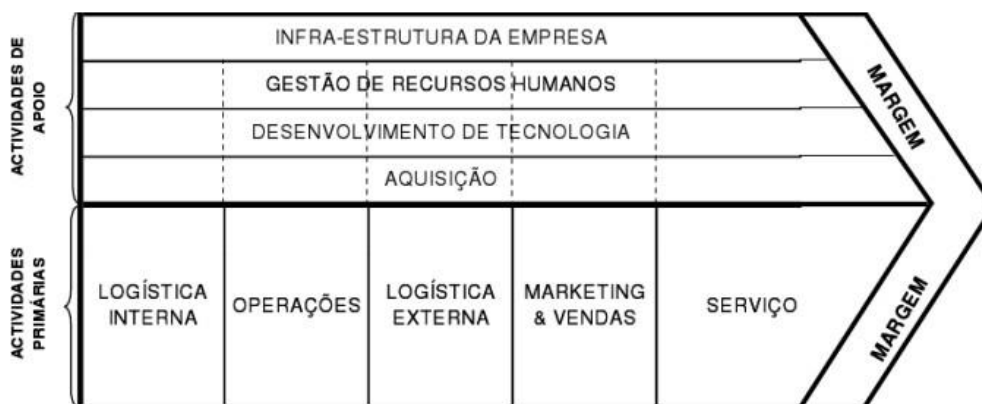 ACTIVIDADES DE
APOIO
INFRA-ESTRUTURA DA EMPRESA
GESTÃO DE RECURSOS HUMANOS
DESENVOLVIMENTO DE TECNOLOGIA
AQUISIÇÃO
MARGEM
ACTIVIDADES
PRIMÁRIAS
LOGÍSTICA
INTERNA
OPERAÇÕES
LOGÍSTICA
EXTERNA
MARKETING
& VENDAS
SERVIÇO
MARGEM